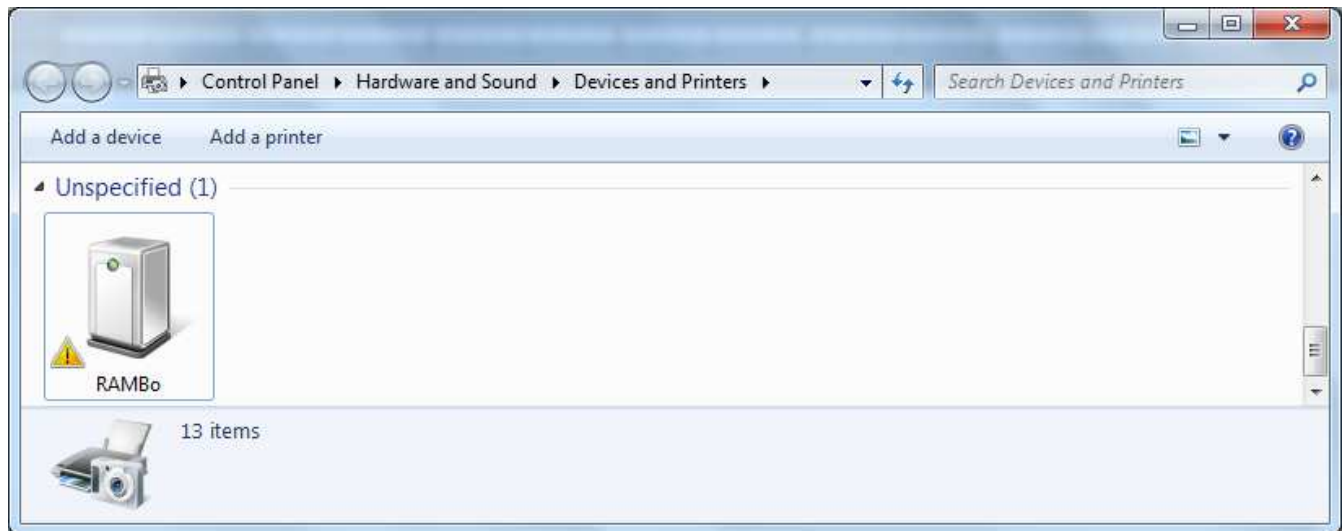 Control Panel ▸ Hardware and Sound ▸ Devices and Printers ▸ Search Devices and Printers
Add a device Add a printer
Unspecified (1)
RAMBo
13 items